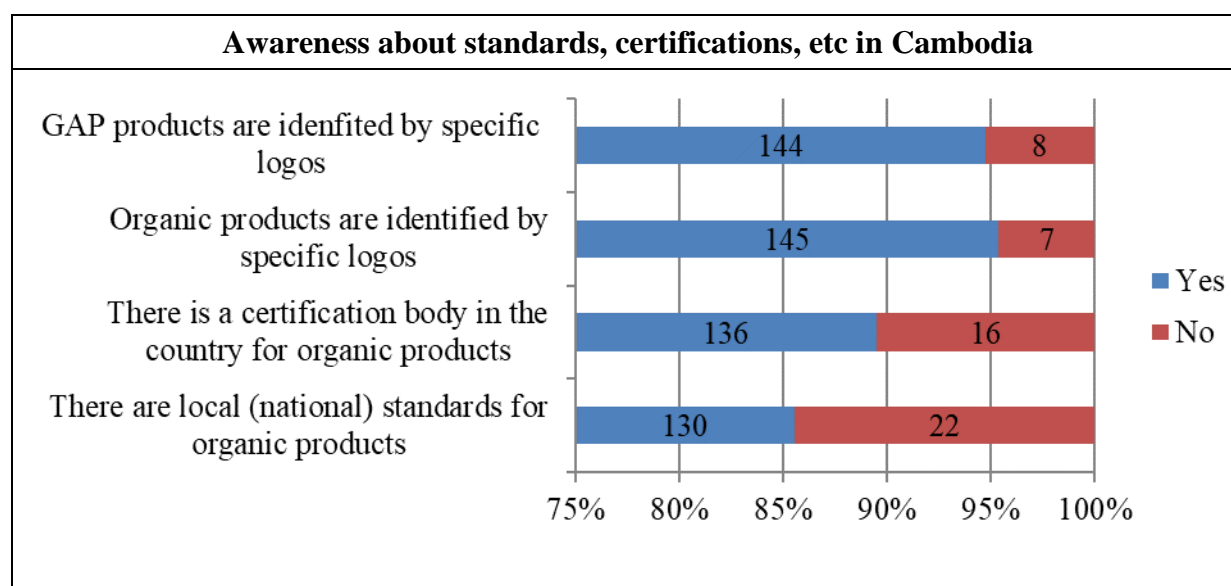 Awareness about standards, certifications, etc in Cambodia
GAP products are idenfited by specific
logos
144
8
Organic products are identified by
specific logos
145
7
There is a certification body in the
country for organic products
136
16
There are local (national) standards for
organic products
130
22
Yes
No
75% 80% 85% 90% 95% 100%